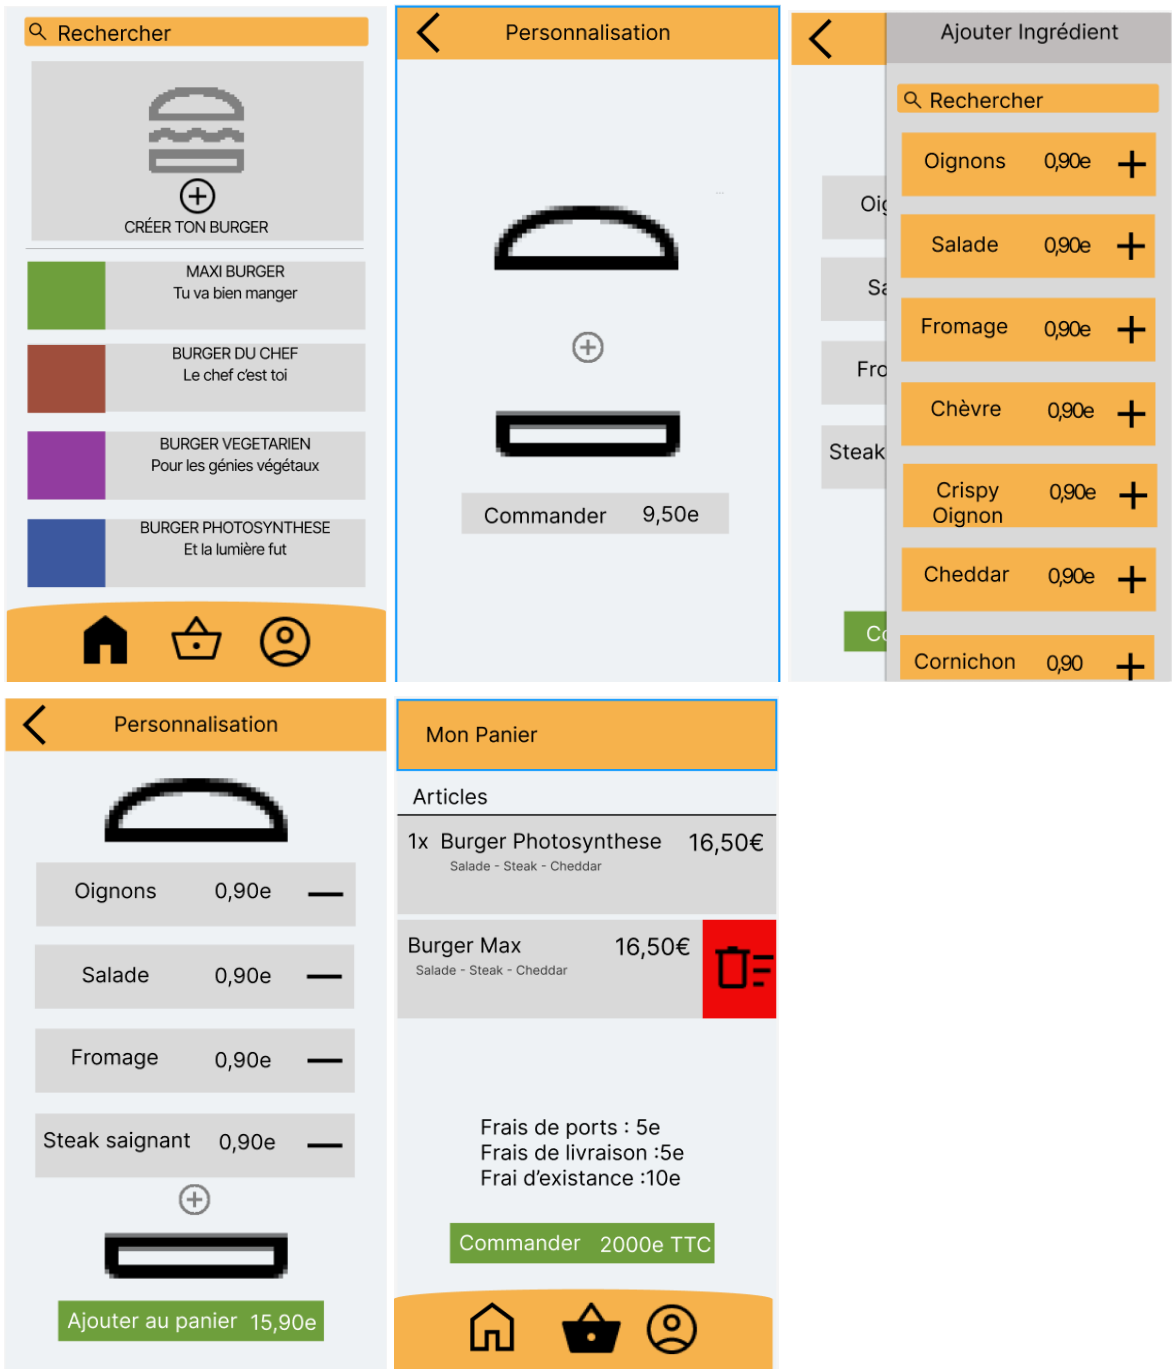 Rechercher
CRÉER TON BURGER
MAXI BURGER
Tu va bien manger
BURGER DU CHEF
Le chef c'est toi
BURGER VEGETARIEN
Pour les génies végétaux
BURGER PHOTOSYNTHESE
Et la lumière fut
Personnalisation
Commander 9,50e
Ajouter Ingrédient
Rechercher
Oignons 0,90e
Salade 0,90e
Fromage 0,90e
Chèvre 0,90e
Crispy
Oignon 0,90e
Cheddar 0,90e
Cornichon 0,90
Oig
Sa
Fro
Steak
Co
Personnalisation
Oignons 0,90e
Salade 0,90e
Fromage 0,90e
Steak saignant 0,90e
Ajouter au panier 15,90e
Mon Panier
Articles
1x Burger Photosynthese 16,50€
Salade - Steak - Cheddar
Burger Max 16,50€
Salade - Steak - Cheddar
Frais de ports : 5e
Frais de livraison :5e
Frai d'existance :10e
Commander 2000e TTC